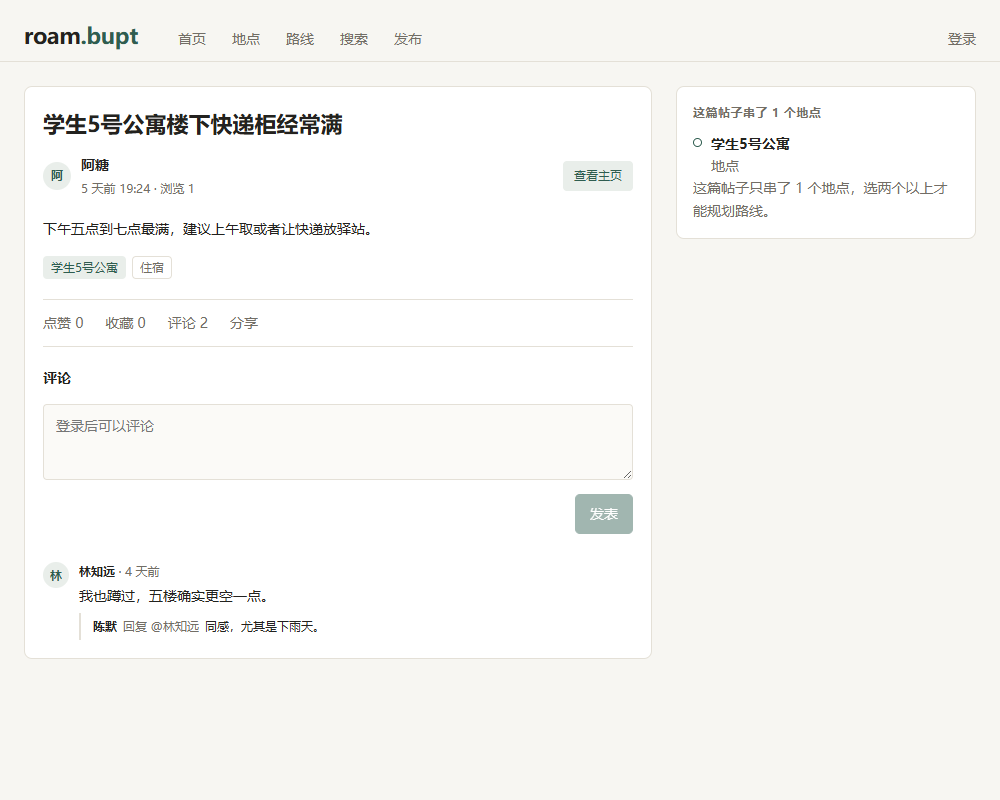 roam.bupt 首页 地点 路线 搜索 发布 登录
学生5号公寓楼下快递柜经常满
阿
阿糖
5 天前 19:24 · 浏览 1
查看主页
下午五点到七点最满，建议上午取或者让快递放驿站。
学生5号公寓 住宿
点赞 0 收藏 0 评论 2 分享
评论
登录后可以评论
发表
林
林知远 · 4 天前
我也蹲过，五楼确实更空一点。
陈默 回复 @林知远 同感，尤其是下雨天。
这篇帖子串了 1 个地点
学生5号公寓
地点
这篇帖子只串了 1 个地点，选两个以上才
能规划路线。